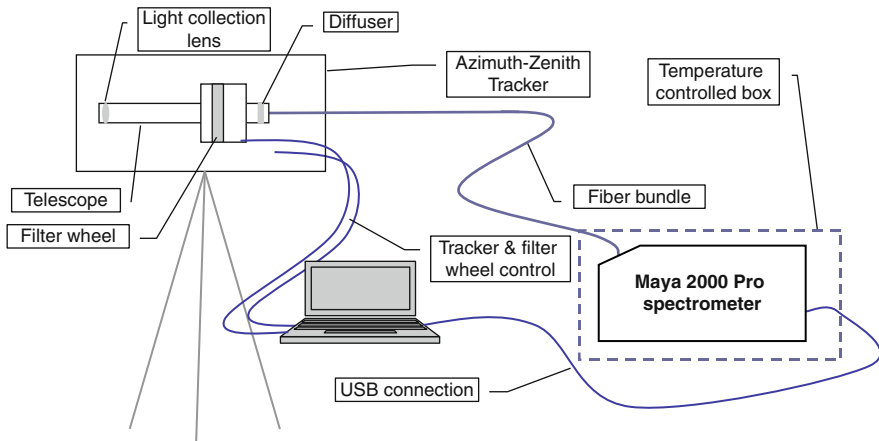 Light collection
lens
Diffuser
Azimuth-Zenith
Tracker
Temperature
controlled box
Telescope
Filter wheel
Fiber bundle
Tracker & filter
wheel control
Maya 2000 Pro
spectrometer
USB connection